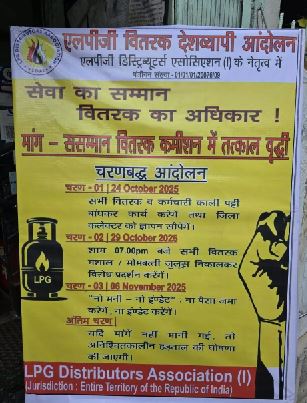 एलपीजी वितरक देशव्यापी आंदोलन
एलपीजी डिस्ट्रिब्यूटर्स एसोसिएशन (I) के नेतृत्व में
सेवा का सम्मान
वितरक का अधिकार !
मांग – ससम्मान वितरक कमीशन में तत्काल वृद्धी
चरणबद्ध आंदोलन
चरण - 01 | 24 October 2025
सभी वितरक व कर्मचारी काली पट्टी
बांधकर कार्य करेंगे तथा जिला
कलेक्टर को ज्ञापन सौंपेंगे।
चरण - 02 | 29 October 2025
शाम 07.00pm बजे सभी वितरक
मशाल / मोमबत्ती जुलूस निकालकर
विरोध प्रदर्शन करेंगे।
चरण - 03 | 06 November 2025
"नो मनी – नो इंण्डेंट" - ना पैसा जमा
करेंगे, ना इंण्डेंट करेंगे।
अंतिम चरण |
यदि मांगें नहीं मानी गई, तो
अनिश्चितकालीन हडताल की घोषणा
की जाएगी।
LPG
LPG Distributors Association (I)
(Jurisdiction : Entire Territory of the Republic of India)